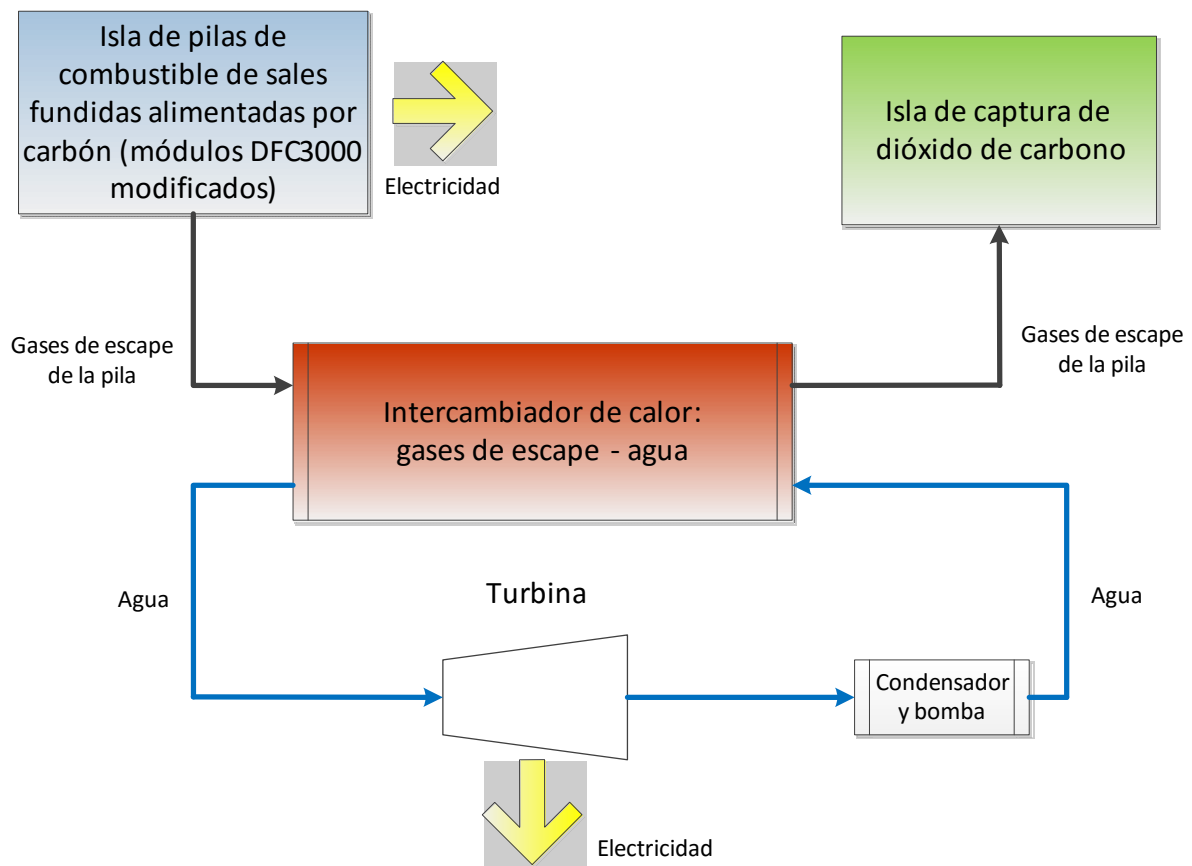 Isla de pilas de
combustible de sales
fundidas alimentadas por
carbón (módulos DFC3000
modificados)
Electricidad
Isla de captura de
dióxido de carbono
Gases de escape
de la pila
Gases de escape
de la pila
Intercambiador de calor:
gases de escape - agua
Agua
Turbina
Agua
Condensador
y bomba
Electricidad